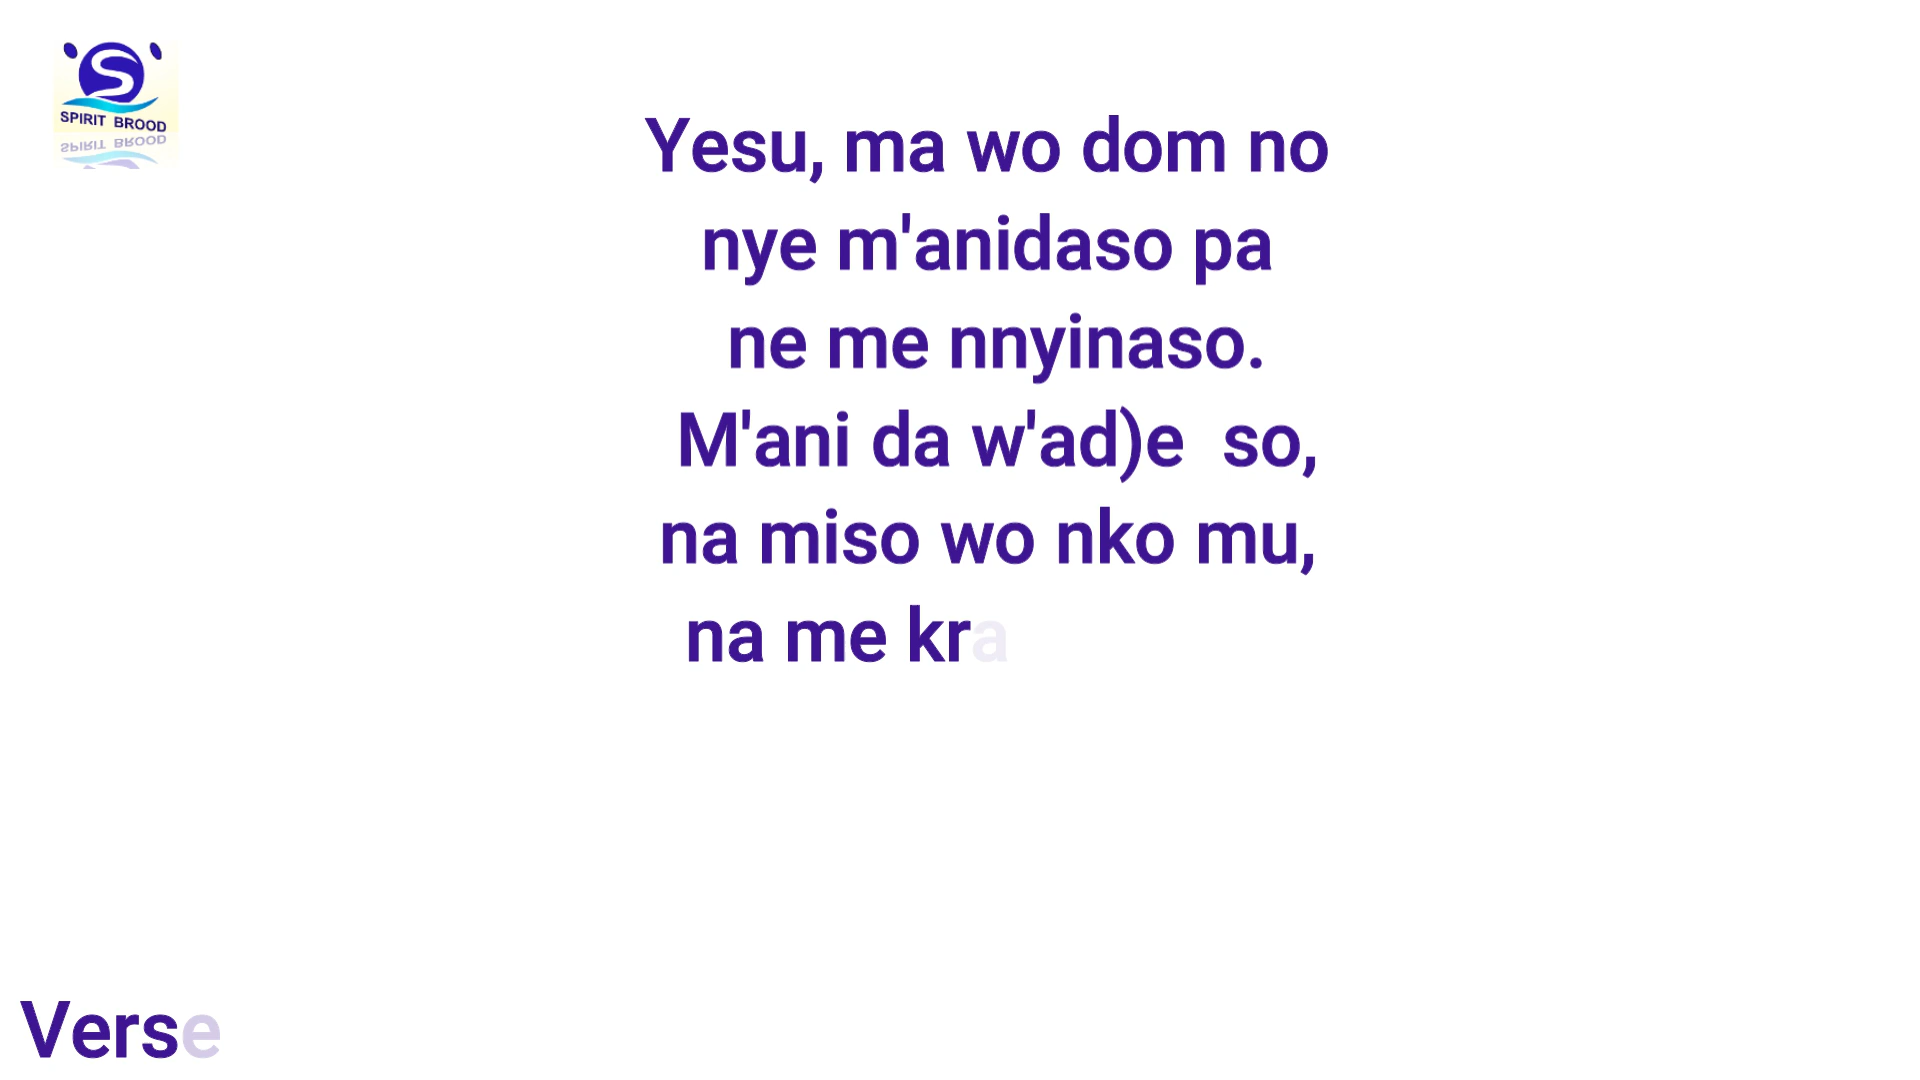 SPIRIT BROOD
Yesu, ma wo dom no
nye m'anidaso pa
ne me nnyinaso.
M'ani da w'ad)e so,
na miso wo nko mu,
na me kra
Verse